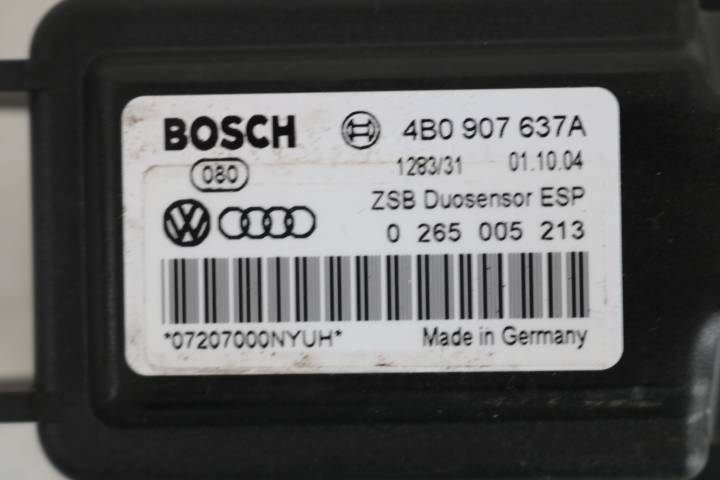 BOSCH 4B0 907 637A
080 1283/31 01.10.04
ZSB Duosensor ESP
0 265 005 213
*07207000NYUH* Made in Germany